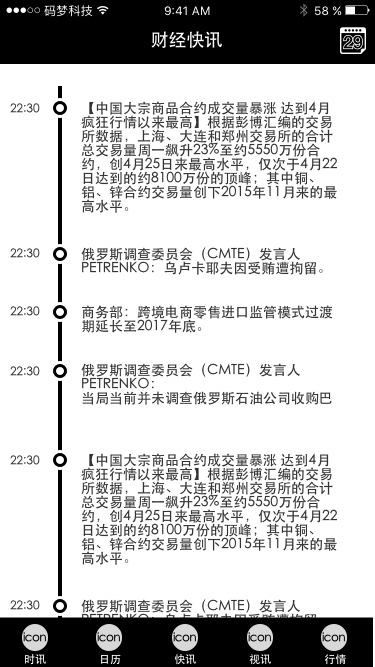 码梦科技 9:41 AM 58 %
财经快讯
29
22:30 【中国大宗商品合约成交量暴涨 达到4月
疯狂行情以来最高】根据彭博汇编的交易
所数据，上海、大连和郑州交易所的合计
总交易量周一飙升23%至约5550万份合
约，创4月25日来最高水平，仅次于4月22
日达到的约8100万份的顶峰；其中铜、
铝、锌合约交易量创下2015年11月来的最
高水平。
22:30 俄罗斯调查委员会（CMTE）发言人
PETRENKO：乌卢卡耶夫因受贿遭拘留。
22:30 商务部：跨境电商零售进口监管模式过渡
期延长至2017年底。
22:30 俄罗斯调查委员会（CMTE）发言人
PETRENKO：
当局当前并未调查俄罗斯石油公司收购巴
22:30 【中国大宗商品合约成交量暴涨 达到4月
疯狂行情以来最高】根据彭博汇编的交易
所数据，上海、大连和郑州交易所的合计
总交易量周一飙升23%至约5550万份合
约，创4月25日来最高水平，仅次于4月22
日达到的约8100万份的顶峰；其中铜、
铝、锌合约交易量创下2015年11月来的最
高水平。
22:30 俄罗斯调查委员会（CMTE）发言人
PETRENKO：乌卢卡耶夫因受贿遭拘留
icon icon icon icon icon
时讯 日历 快讯 视讯 行情